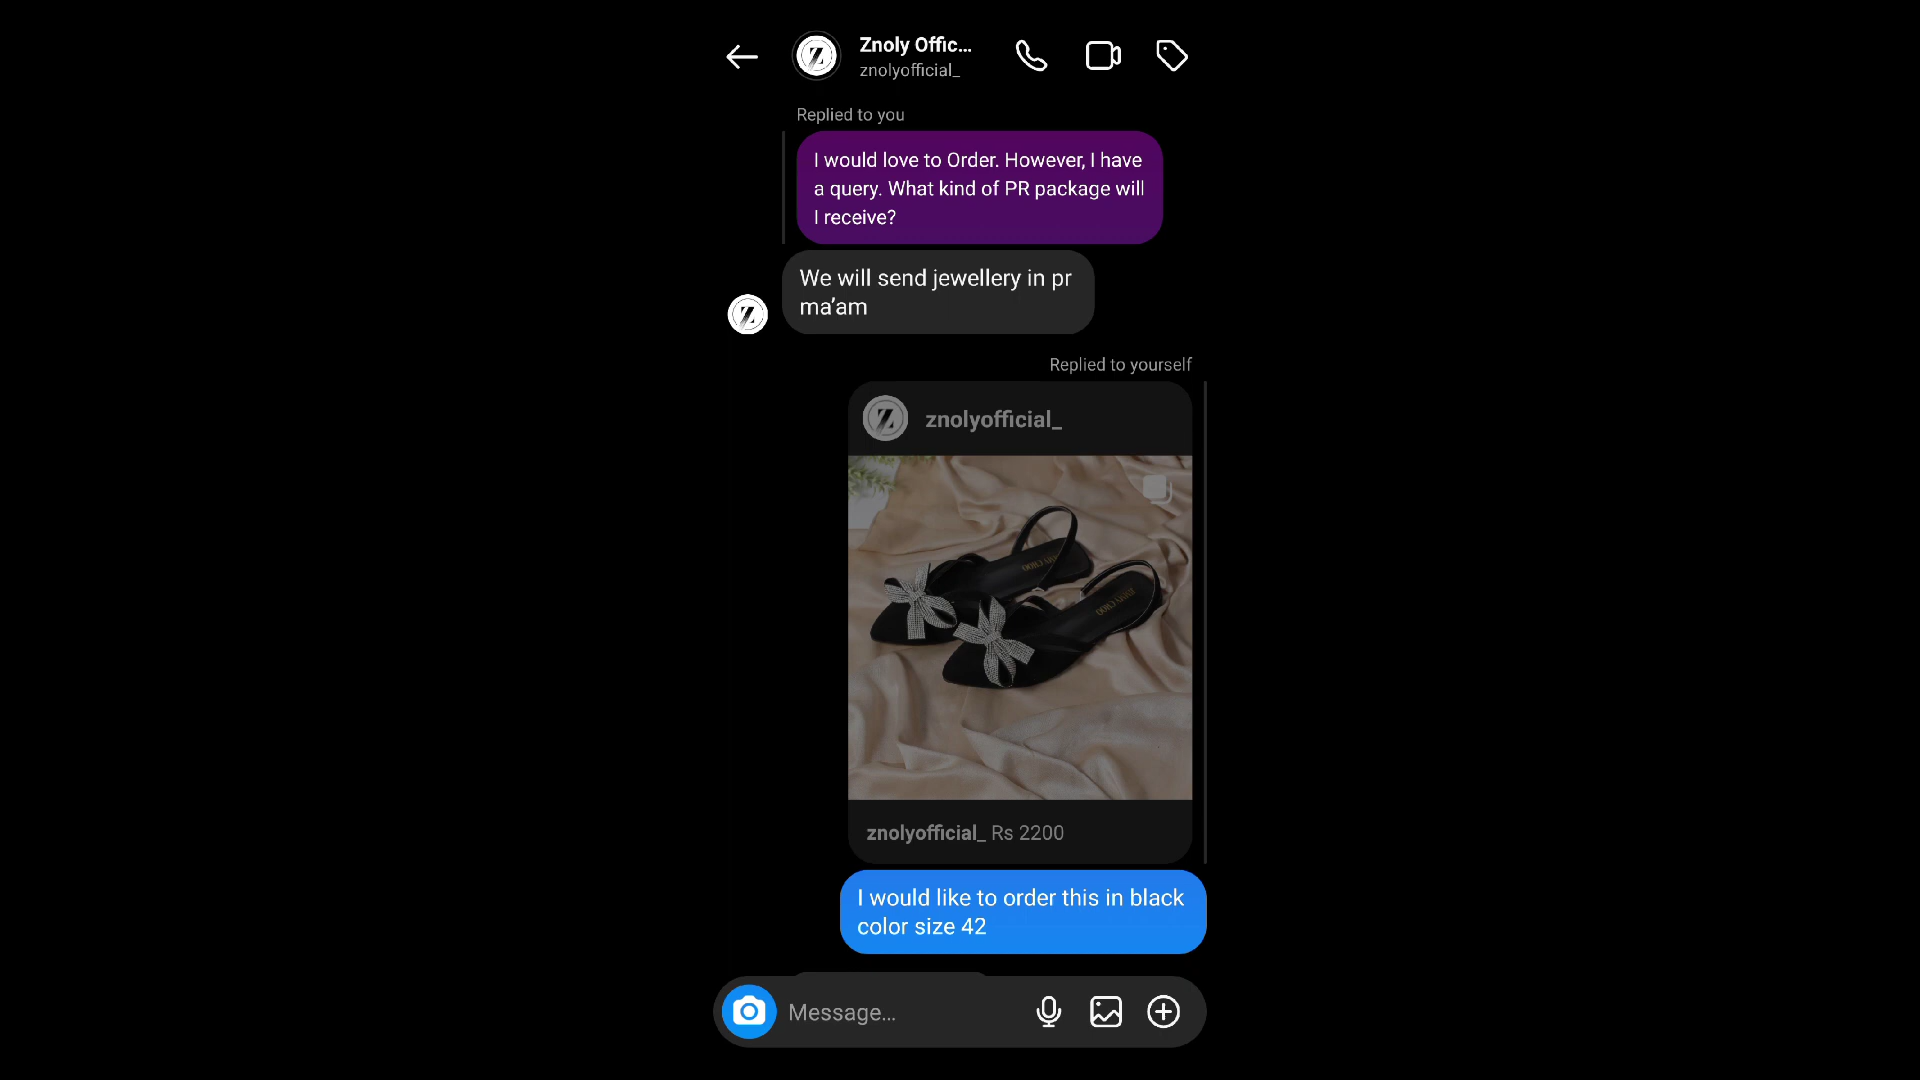 Znoly Offic...
znolyofficial_
Replied to you
I would love to Order. However, I have
a query. What kind of PR package will
I receive?
We will send jewellery in pr
ma’am
Replied to yourself
znolyofficial_
JIMMY CHOO
znolyofficial_ Rs 2200
I would like to order this in black
color size 42
Message...